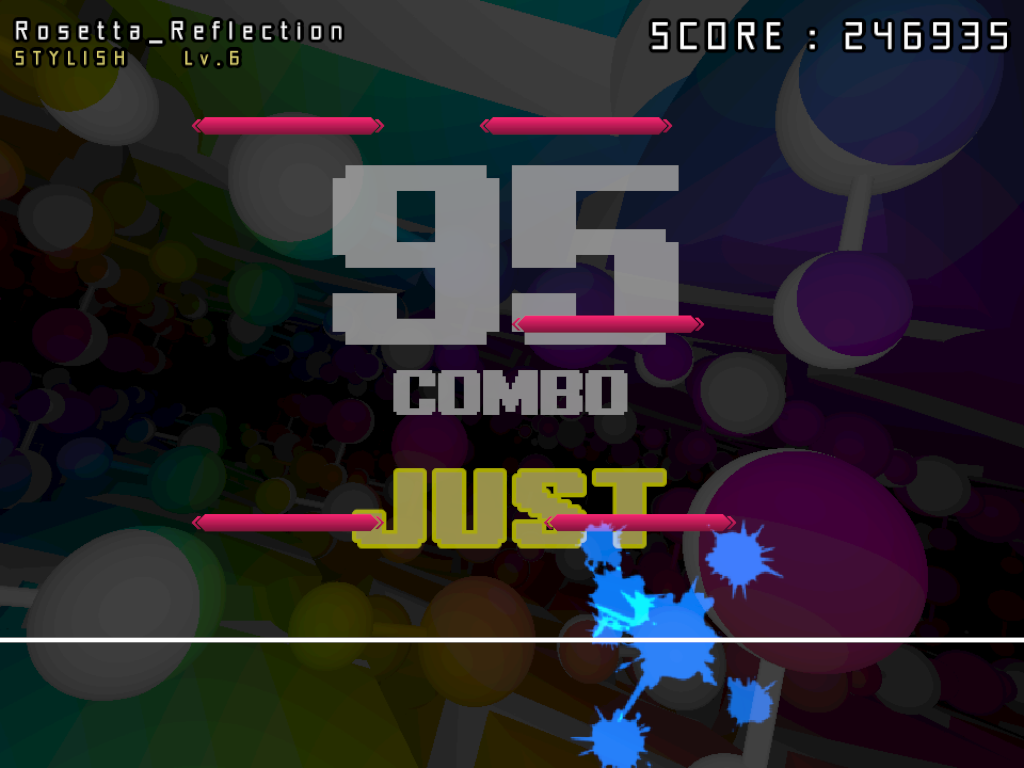 Rosetta_Reflection
STYLISH Lv.6
SCORE : 246935
95
COMBO
JUST